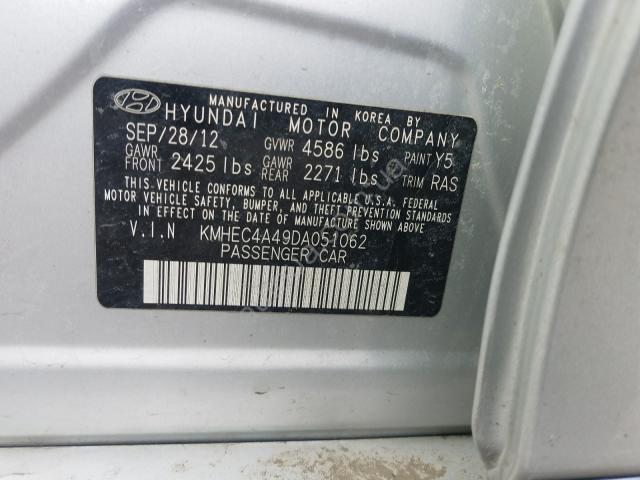 MANUFACTURED IN KOREA BY
HYUNDAI MOTOR COMPANY
SEP/28/12 GVWR 4586 lbs PAINT Y5
GAWR FRONT 2425 lbs GAWR REAR 2271 lbs TRIM RAS
THIS VEHICLE CONFORMS TO ALL APPLICABLE U.S.A. FEDERAL
MOTOR VEHICLE SAFETY, BUMPER, AND THEFT PREVENTION STANDARDS
IN EFFECT ON THE DATE OF MANUFACTURE SHOWN ABOVE
V.I.N KMHEC4A49DA051062
PASSENGER CAR